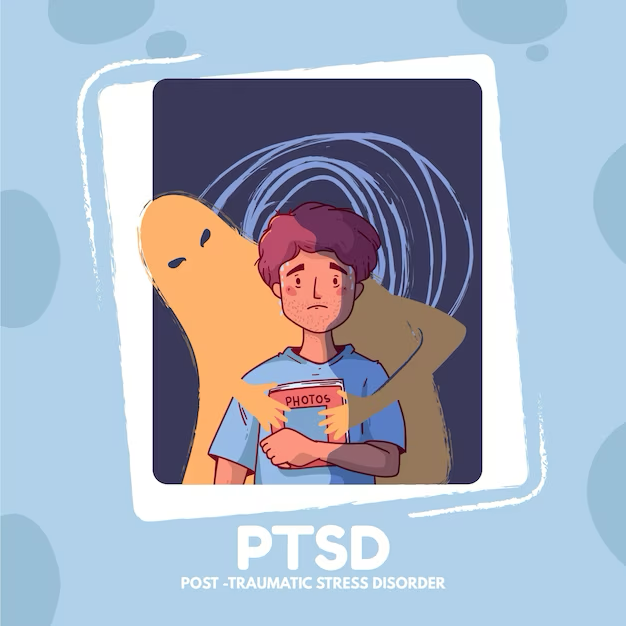 PHOTOS
PTSD
POST -TRAUMATIC STRESS DISORDER